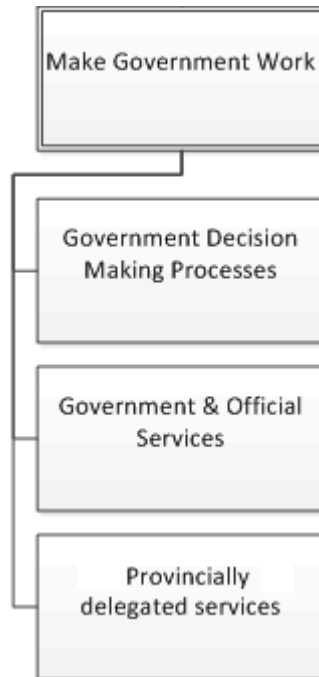 Make Government Work
Government Decision
Making Processes
Government & Official
Services
Provincially
delegated services